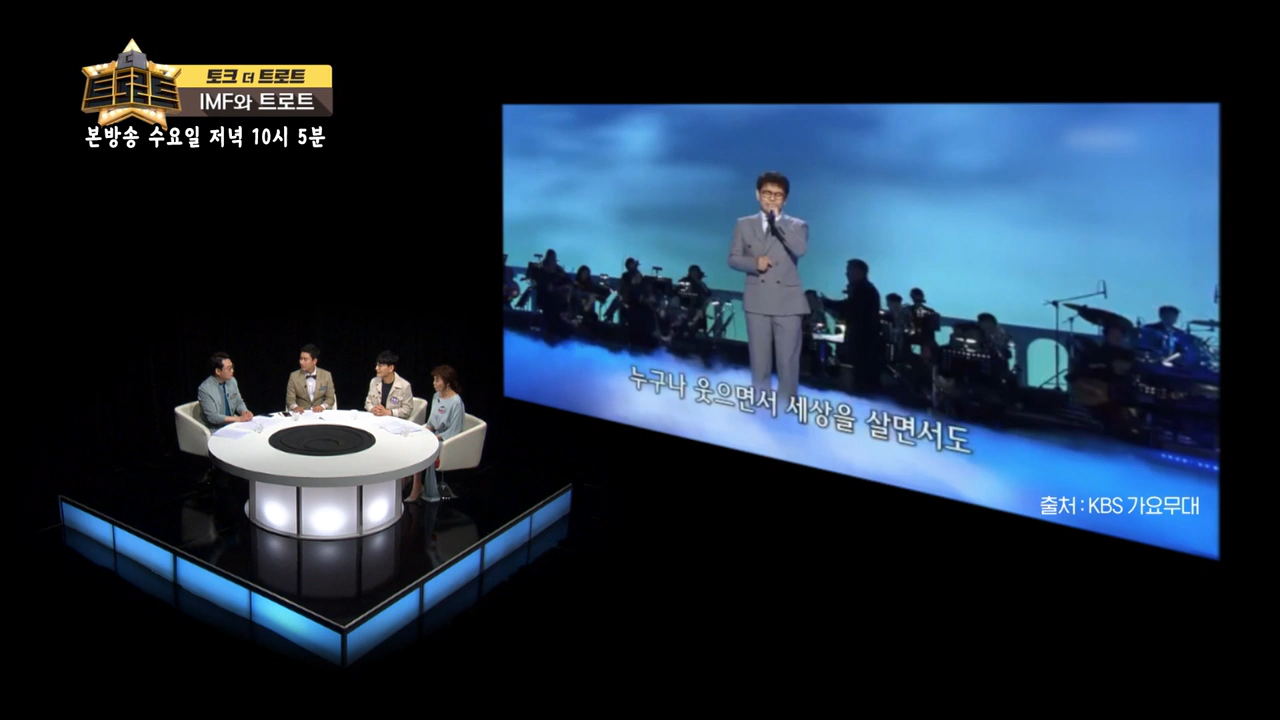 더 트로트
토크 더 트로트
IMF와 트로트
본방송 수요일 저녁 10시 5분
누구나 웃으면서 세상을 살면서도
출처 : KBS 가요무대